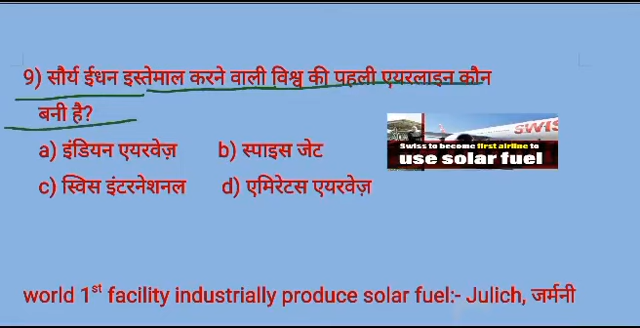 9) सौर्य ईधन इस्तेमाल करने वाली विश्व की पहली एयरलाइन कौन
बनी है?
a) इंडियन एयरवेज़ b) स्पाइस जेट
c) स्विस इंटरनेशनल d) एमिरेटस एयरवेज़
SWIS
Swiss to become first airline to
use solar fuel
world 1st facility industrially produce solar fuel:- Julich, जर्मनी